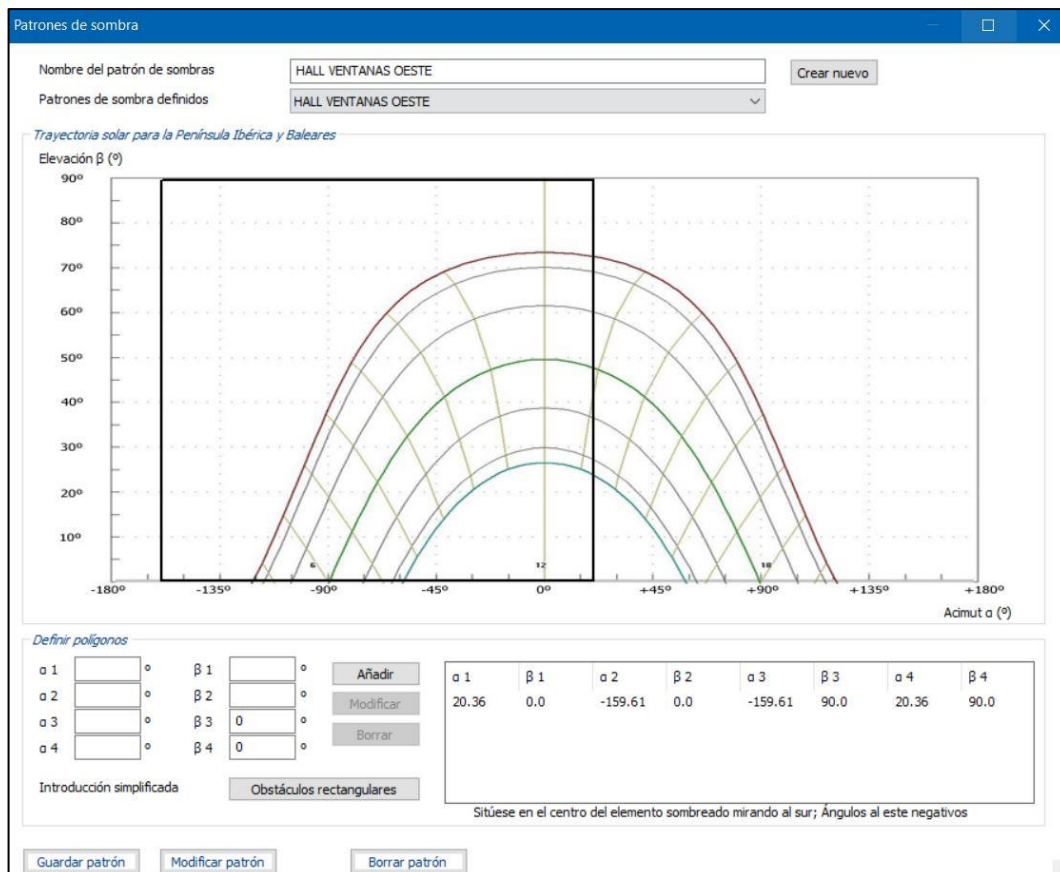 Patrones de sombra
Nombre del patrón de sombras HALL VENTANAS OESTE Crear nuevo
Patrones de sombra definidos HALL VENTANAS OESTE
Trayectoria solar para la Península Ibérica y Baleares
Elevación β (º)
90º
80º
70º
60º
50º
40º
30º
20º
10º
6 12 18
-180º -135º -90º -45º 0º +45º +90º +135º +180º
Acimut α (º)
Definir polígonos
α 1 º β 1 º Añadir
α 2 º β 2 º Modificar
α 3 º β 3 0 º Borrar
α 4 º β 4 0 º
α 1 β 1 α 2 β 2 α 3 β 3 α 4 β 4
20.36 0.0 -159.61 0.0 -159.61 90.0 20.36 90.0
Introducción simplificada Obstáculos rectangulares
Sitúese en el centro del elemento sombreado mirando al sur; Ángulos al este negativos
Guardar patrón Modificar patrón Borrar patrón